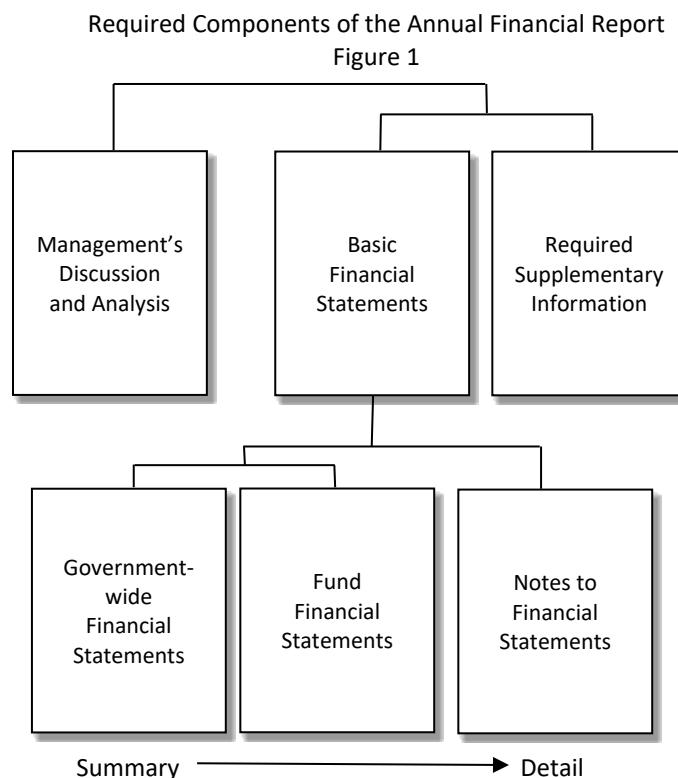 Required Components of the Annual Financial Report
Figure 1
Management’s
Discussion
and Analysis
Basic
Financial
Statements
Required
Supplementary
Information
Government-
wide
Financial
Statements
Fund
Financial
Statements
Notes to
Financial
Statements
Summary
Detail